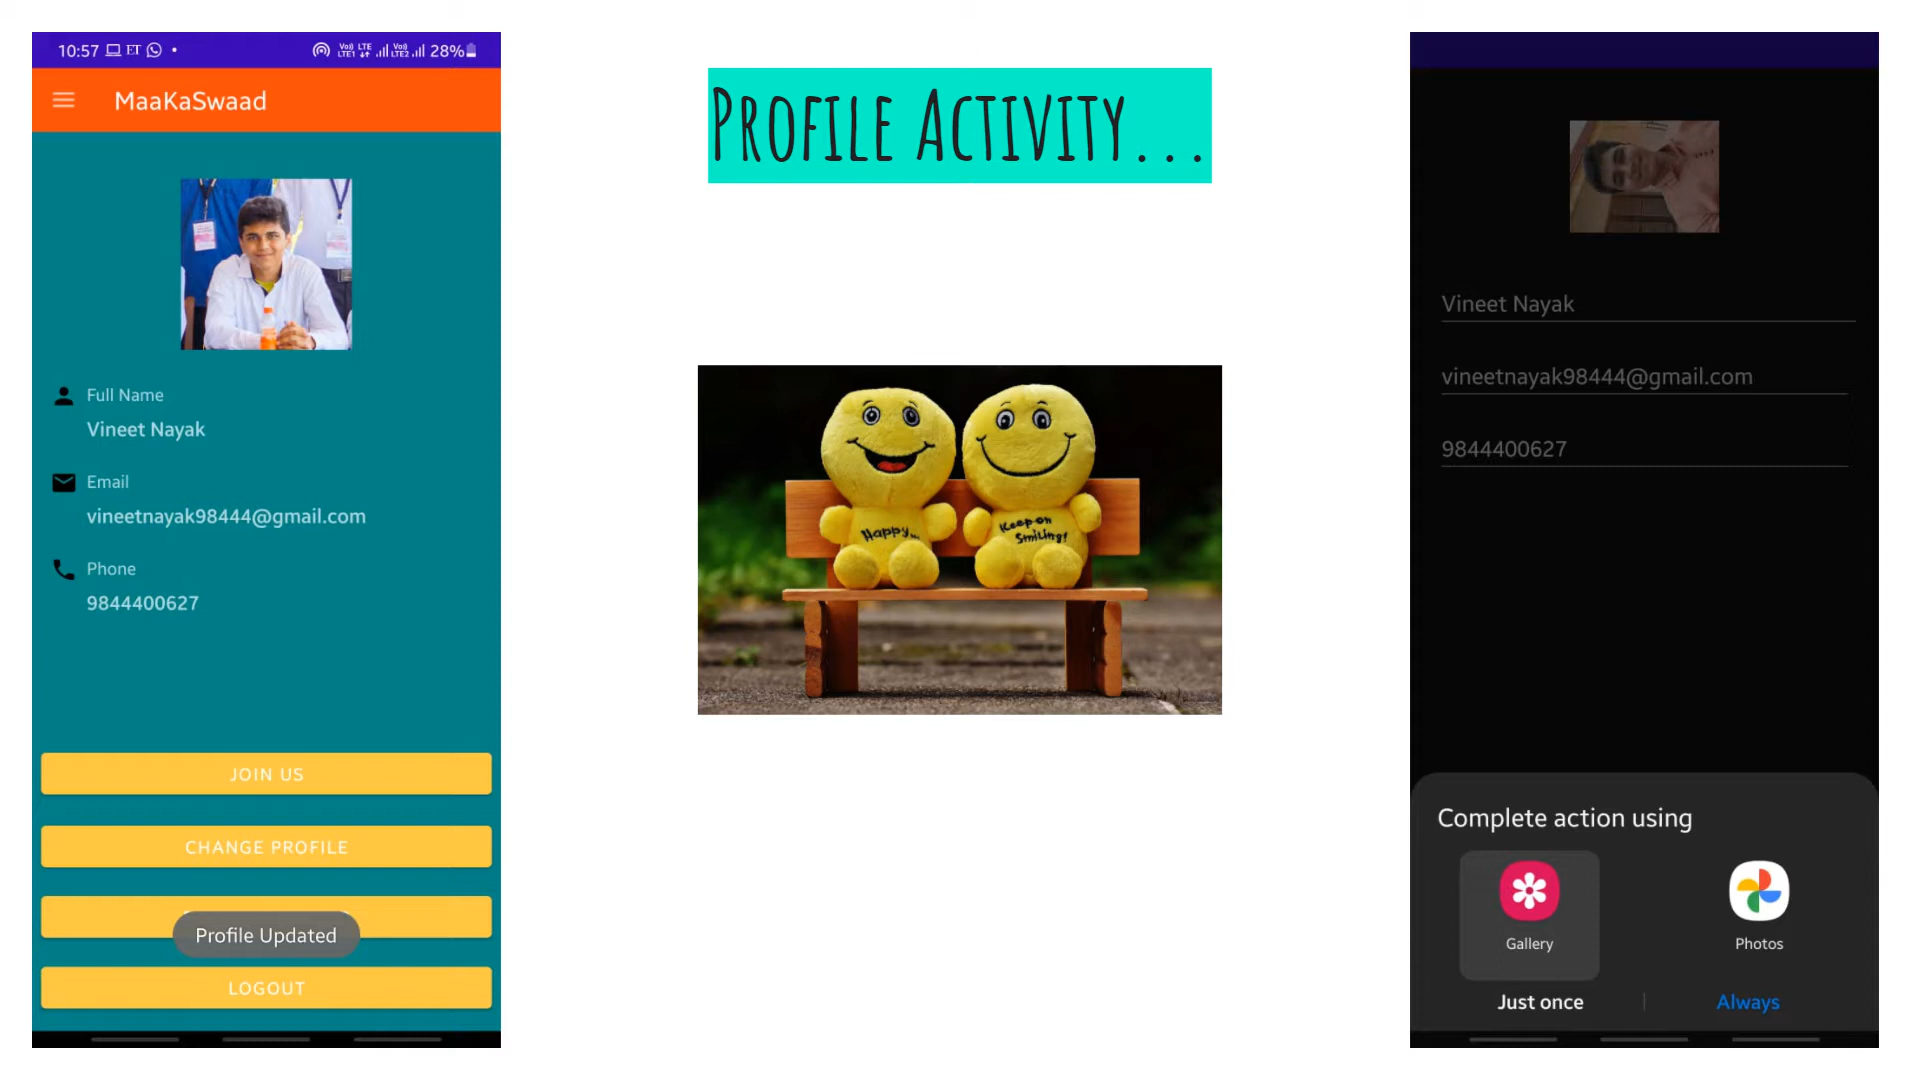 10:57 ET 28%
MaaKaSwaad
Full Name
Vineet Nayak
Email
vineetnayak98444@gmail.com
Phone
9844400627
JOIN US
CHANGE PROFILE
Profile Updated
LOGOUT
PROFILE ACTIVITY...
Happy...
Keep on
Smiling!
Vineet Nayak
vineetnayak98444@gmail.com
9844400627
Complete action using
Gallery
Photos
Just once
Always